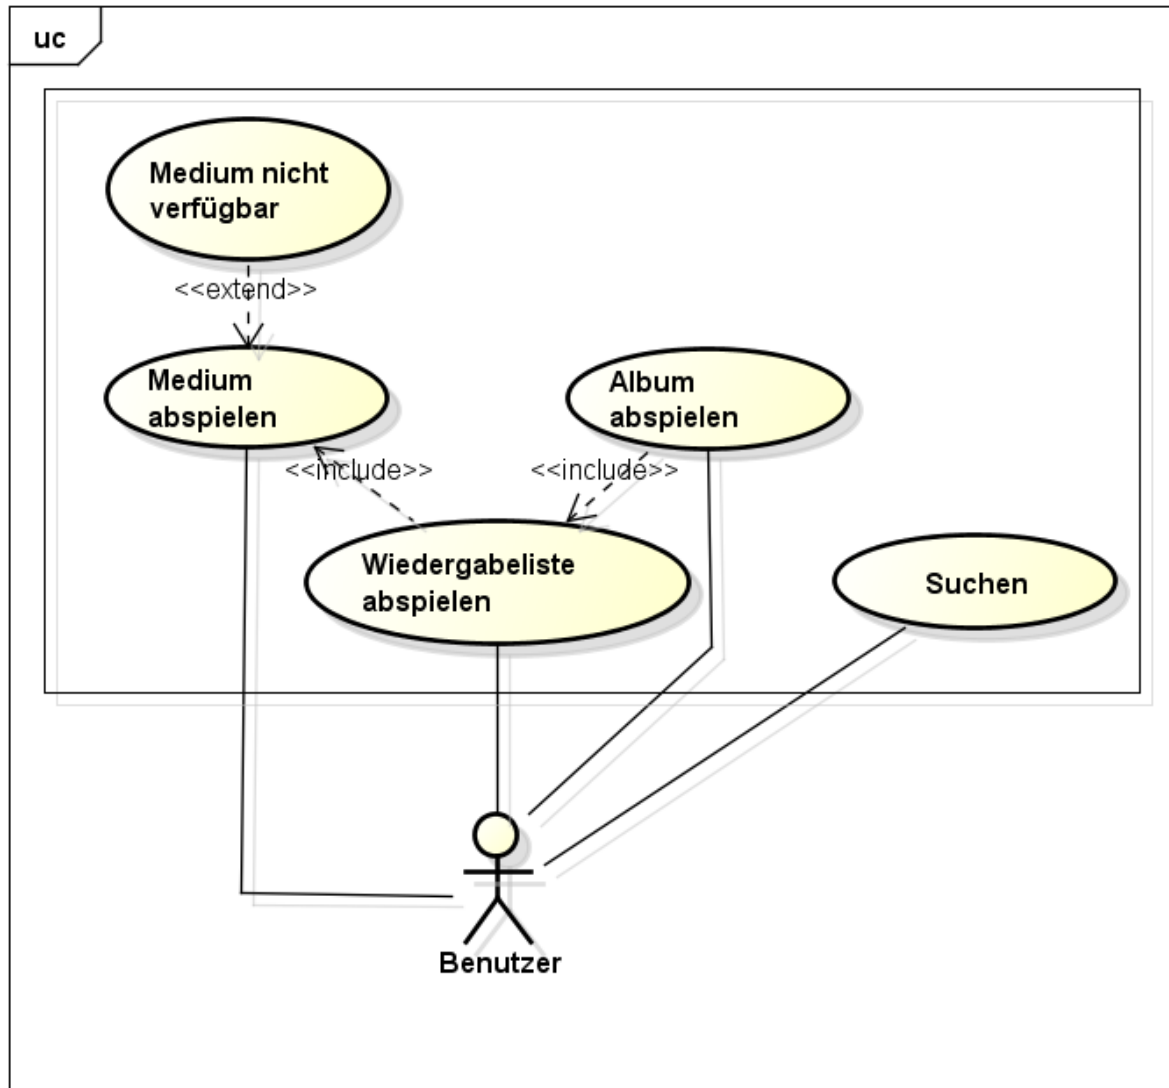 uc
Medium nicht
verfügbar
<<extend>>
Medium
abspielen
Album
abspielen
<<include>>
<<include>>
Wiedergabeliste
abspielen
Suchen
Benutzer